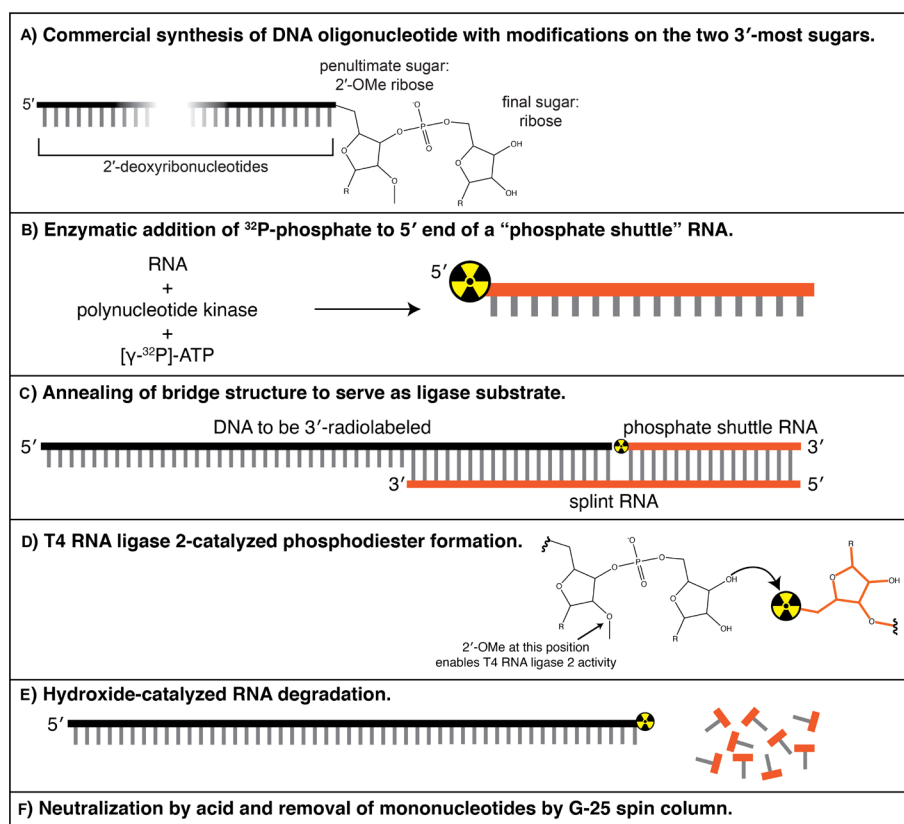 A) Commercial synthesis of DNA oligonucleotide with modifications on the two 3′-most sugars.
penultimate sugar:
2′-OMe ribose
final sugar:
ribose
5′
2′-deoxyribonucleotides
O
R
O
O
-O
P
O
O
O
R
OH
OH
B) Enzymatic addition of ³²P-phosphate to 5′ end of a “phosphate shuttle” RNA.
RNA
+
polynucleotide kinase
+
[γ-³²P]-ATP
5′
C) Annealing of bridge structure to serve as ligase substrate.
DNA to be 3′-radiolabeled
phosphate shuttle RNA
5′
3′
3′
5′
splint RNA
D) T4 RNA ligase 2-catalyzed phosphodiester formation.
O
R
O
O
-O
P
O
O
O
R
OH
OH
R
O
OH
O
2′-OMe at this position
enables T4 RNA ligase 2 activity
E) Hydroxide-catalyzed RNA degradation.
5′
F) Neutralization by acid and removal of mononucleotides by G-25 spin column.